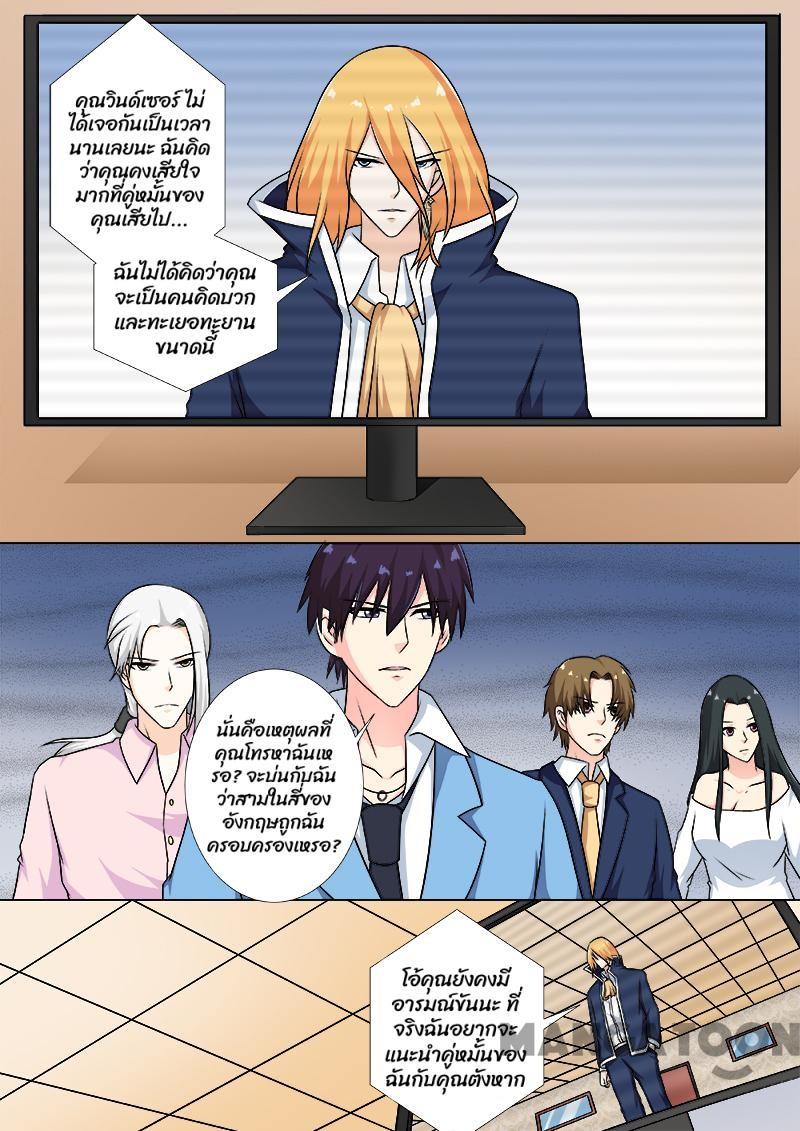 คุณวินด์เซอร์ ไม่
ได้เจอกันเป็นเวลา
นานเลยนะ ฉันคิด
ว่าคุณคงเสียใจ
มากที่คู่หมั้นของ
คุณเสียไป...
ฉันไม่ได้คิดว่าคุณ
จะเป็นคนคิดบวก
และทะเยอทะยาน
ขนาดนี้
นั่นคือเหตุผลที่
คุณโทรหาฉันเห
รอ? จะบ่นกับฉัน
ว่าสามในสี่ของ
อังกฤษถูกฉัน
ครอบครองเหรอ?
โอ้คุณยังคงมี
อารมณ์ขันนะ ที่
จริงฉันอยากจะ
แนะนำคู่หมั้นของ
ฉันกับคุณตังหาก
MANGATOON